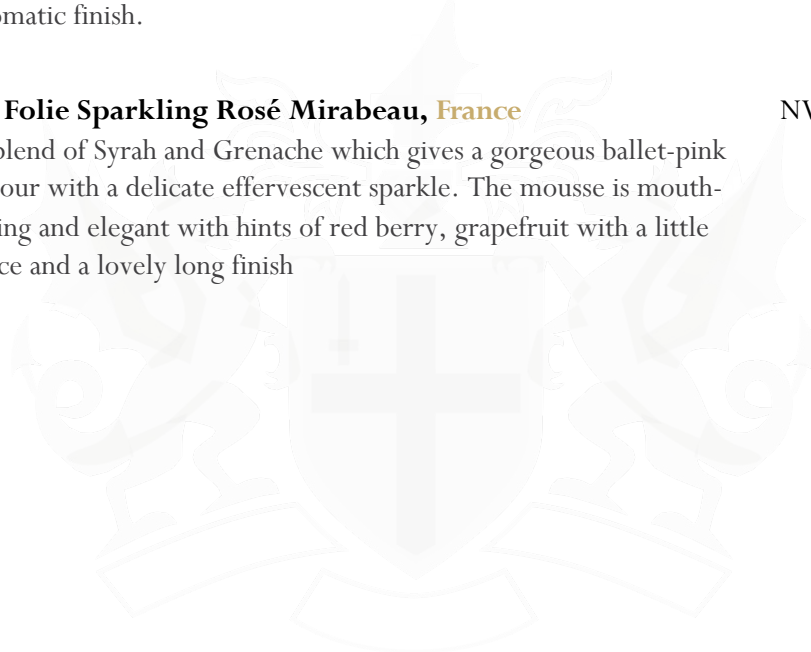 omatic finish.
Folie Sparkling Rosé Mirabeau, France NV
blend of Syrah and Grenache which gives a gorgeous ballet-pink
our with a delicate effervescent sparkle. The mousse is mouth-
ing and elegant with hints of red berry, grapefruit with a little
ce and a lovely long finish